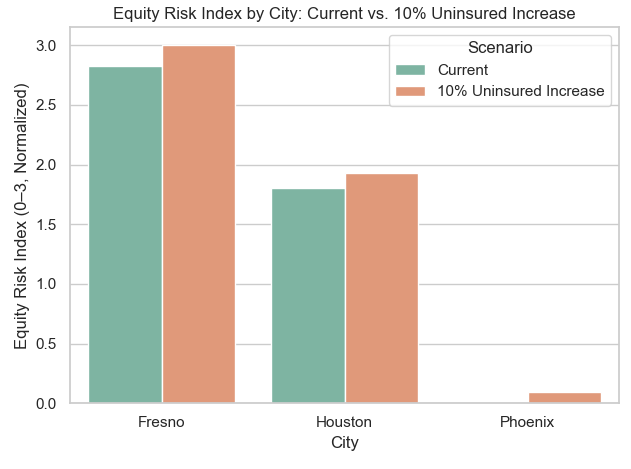 Equity Risk Index by City: Current vs. 10% Uninsured Increase
Equity Risk Index (0–3, Normalized)
3.0
2.5
2.0
1.5
1.0
0.5
0.0
Scenario
Current
10% Uninsured Increase
Fresno
Houston
Phoenix
City